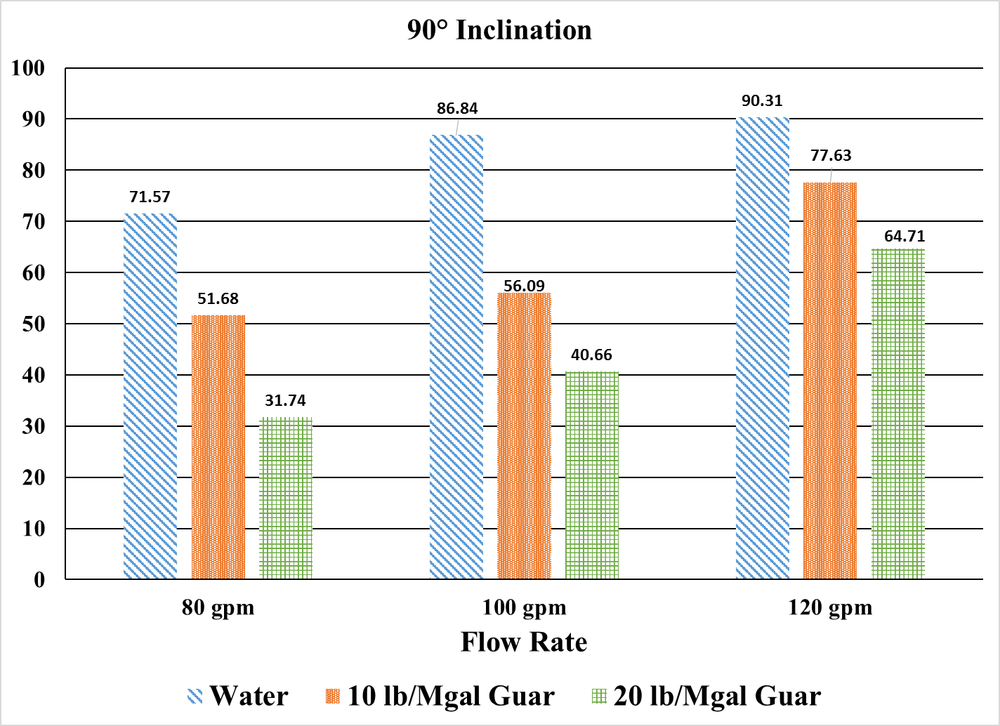 90° Inclination
100
90
80
70
60
50
40
30
20
10
0
71.57
51.68
31.74
86.84
56.09
40.66
90.31
77.63
64.71
80 gpm
100 gpm
120 gpm
Flow Rate
Water
10 lb/Mgal Guar
20 lb/Mgal Guar